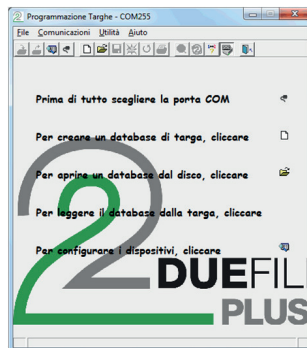 Programmazione Targhe - COM255
File Comunicazioni Utilità Aiuto
Prima di tutto scegliere la porta COM
Per creare un database di targa, cliccare
Per aprire un database dal disco, cliccare
Per leggere il database dalla targa, cliccare
Per configurare i dispositivi, cliccare
2
DUEFILI
PLUS